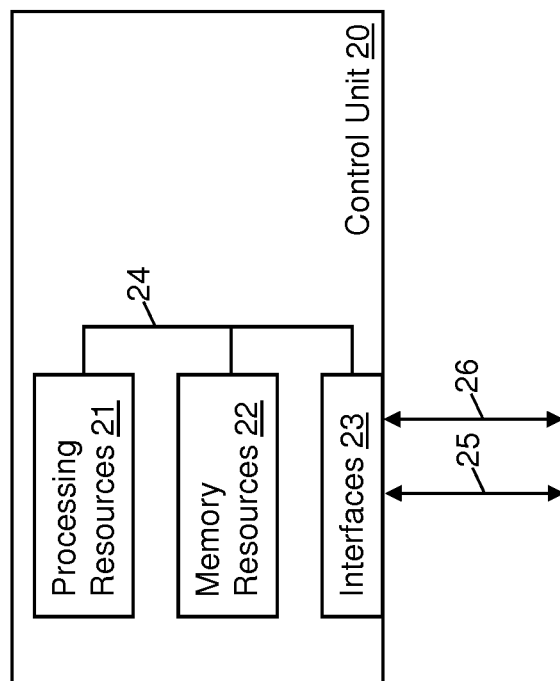 Control Unit 20
24
Processing
Resources 21
Memory
Resources 22
Interfaces 23
26
25